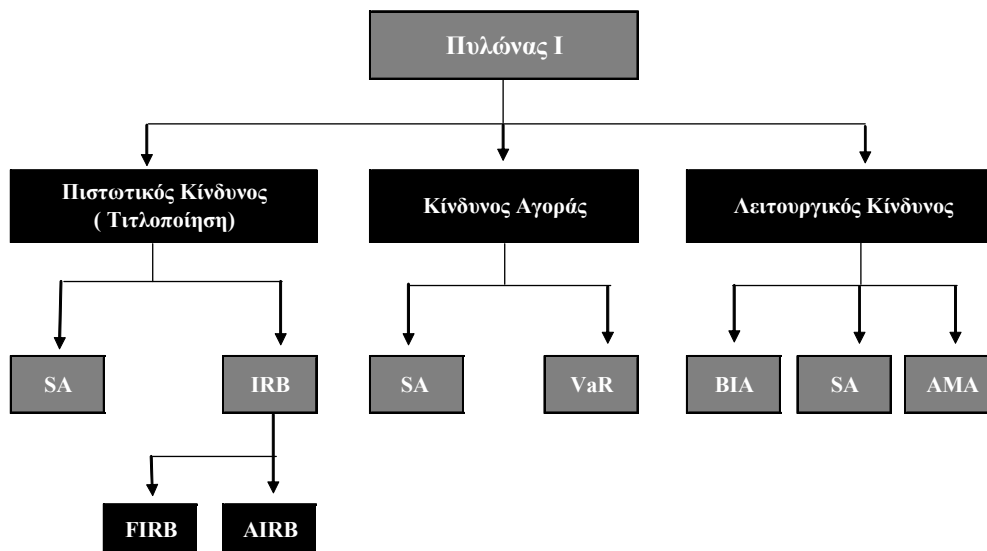 Πυλώνας Ι
Πιστωτικός Κίνδυνος
( Τιτλοποίηση)
Κίνδυνος Αγοράς
Λειτουργικός Κίνδυνος
SA
IRB
SA
VaR
BIA
SA
AMA
FIRB
AIRB